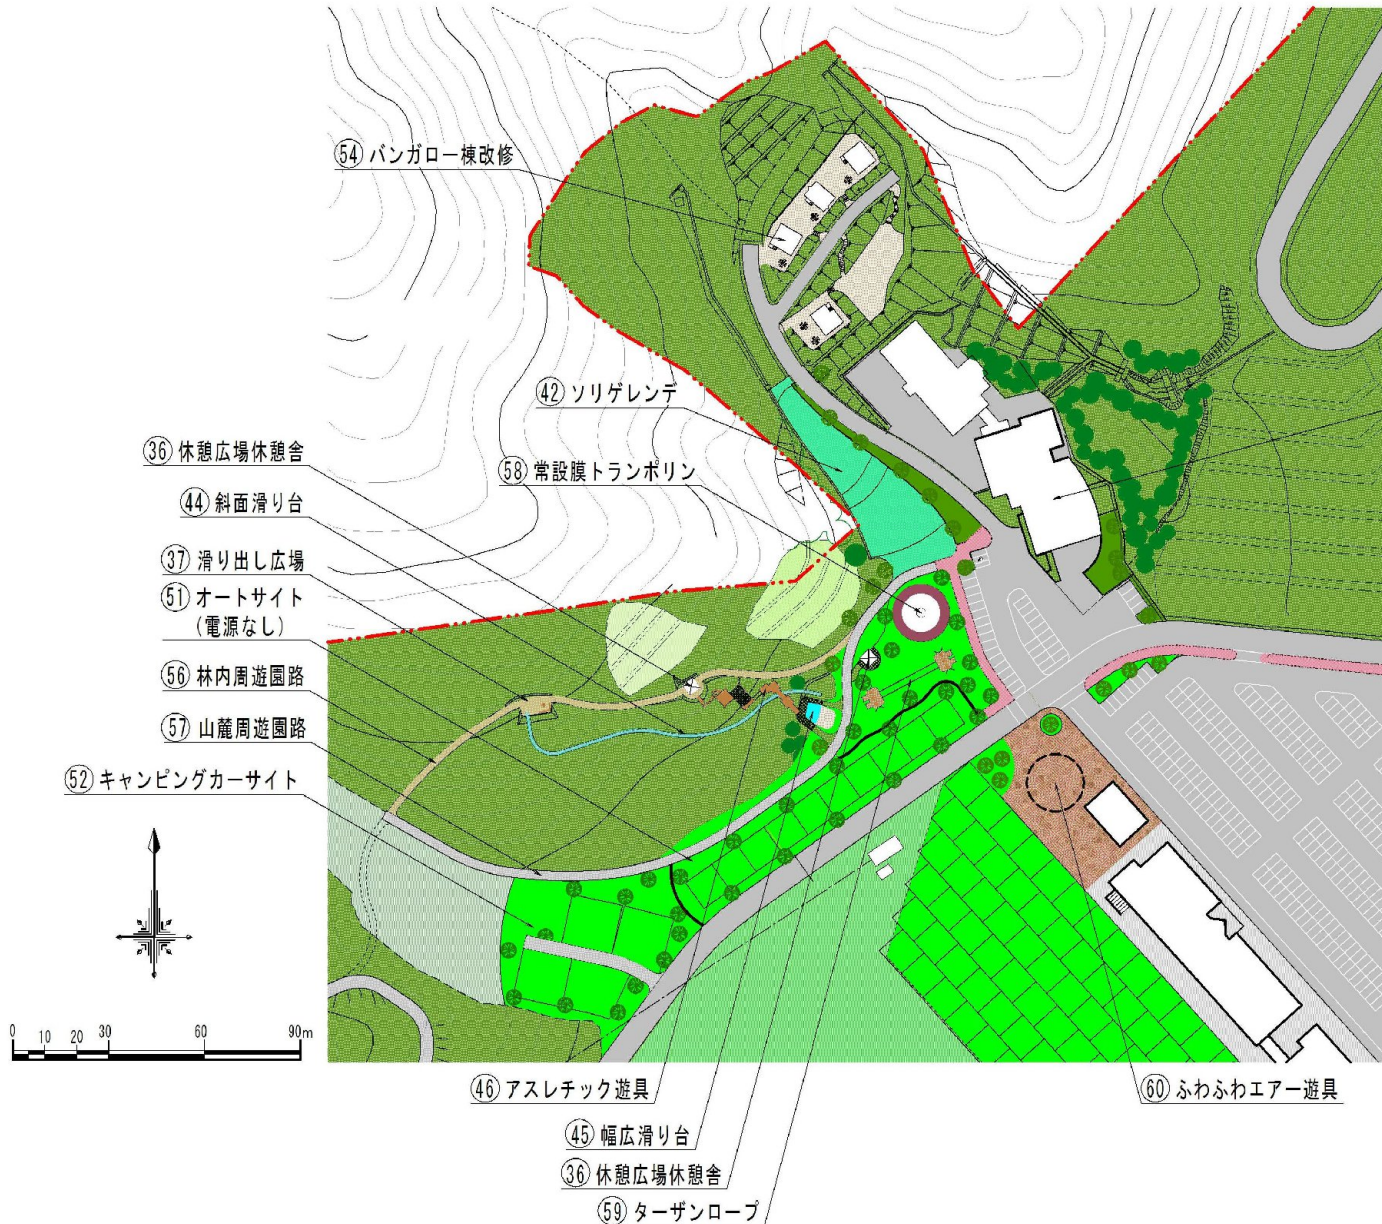 ㊴ バンガロー棟改修
㊷ ソリゲレンデ
㊱ 休憩広場休憩舎
58 常設膜トランポリン
㊹ 斜面滑り台
㊲ 滑り出し広場
51 オートサイト
(電源なし)
56 林内周遊園路
57 山麓周遊園路
52 キャンピングカーサイト
0 10 20 30 60 90m
㊻ アスレチック遊具
60 ふわふわエアー遊具
㊺ 幅広滑り台
㊱ 休憩広場休憩舎
59 ターザンロープ